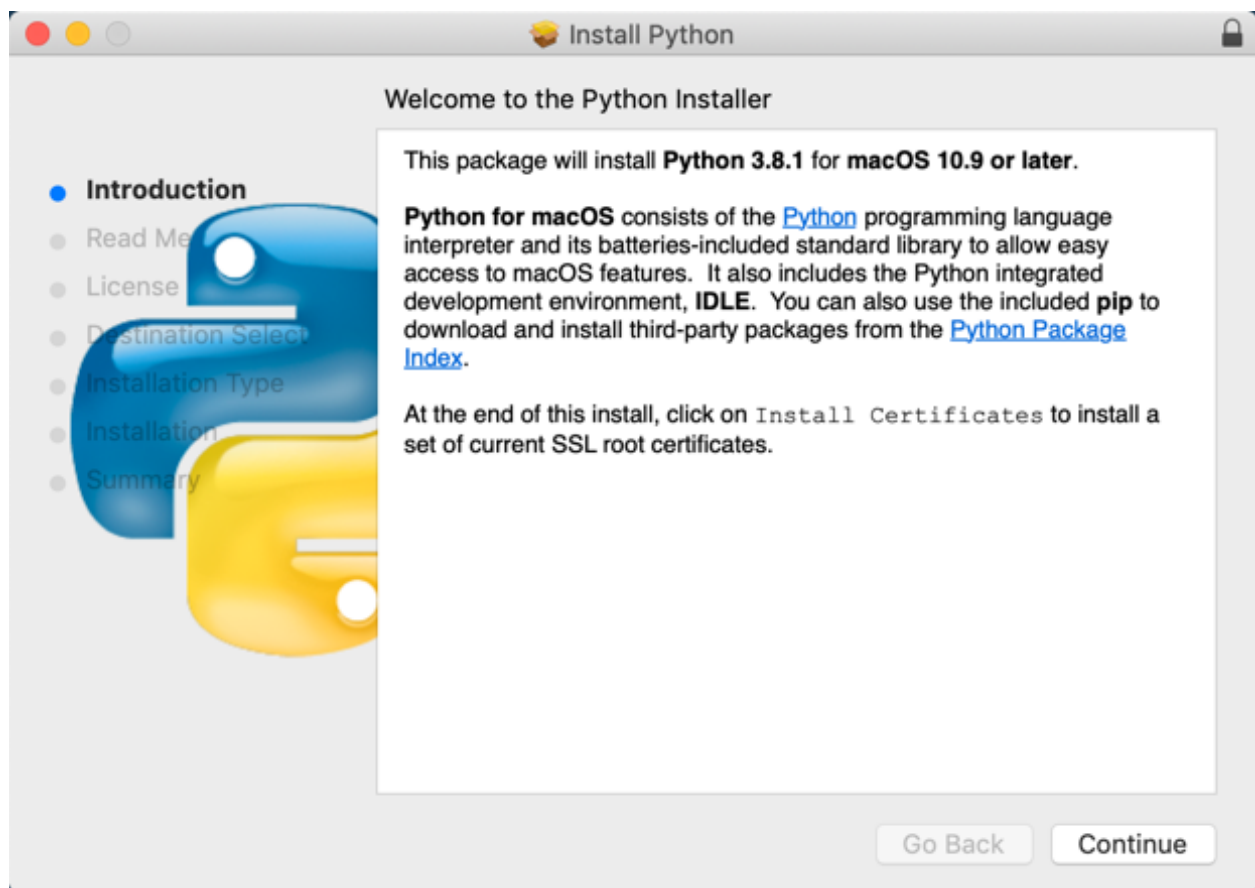 Install Python
Welcome to the Python Installer
Introduction
Read Me
License
Destination Select
Installation Type
Installation
Summary
This package will install Python 3.8.1 for macOS 10.9 or later.
Python for macOS consists of the Python programming language
interpreter and its batteries-included standard library to allow easy
access to macOS features.  It also includes the Python integrated
development environment, IDLE.  You can also use the included pip to
download and install third-party packages from the Python Package
Index.
At the end of this install, click on Install Certificates to install a
set of current SSL root certificates.
Go Back
Continue